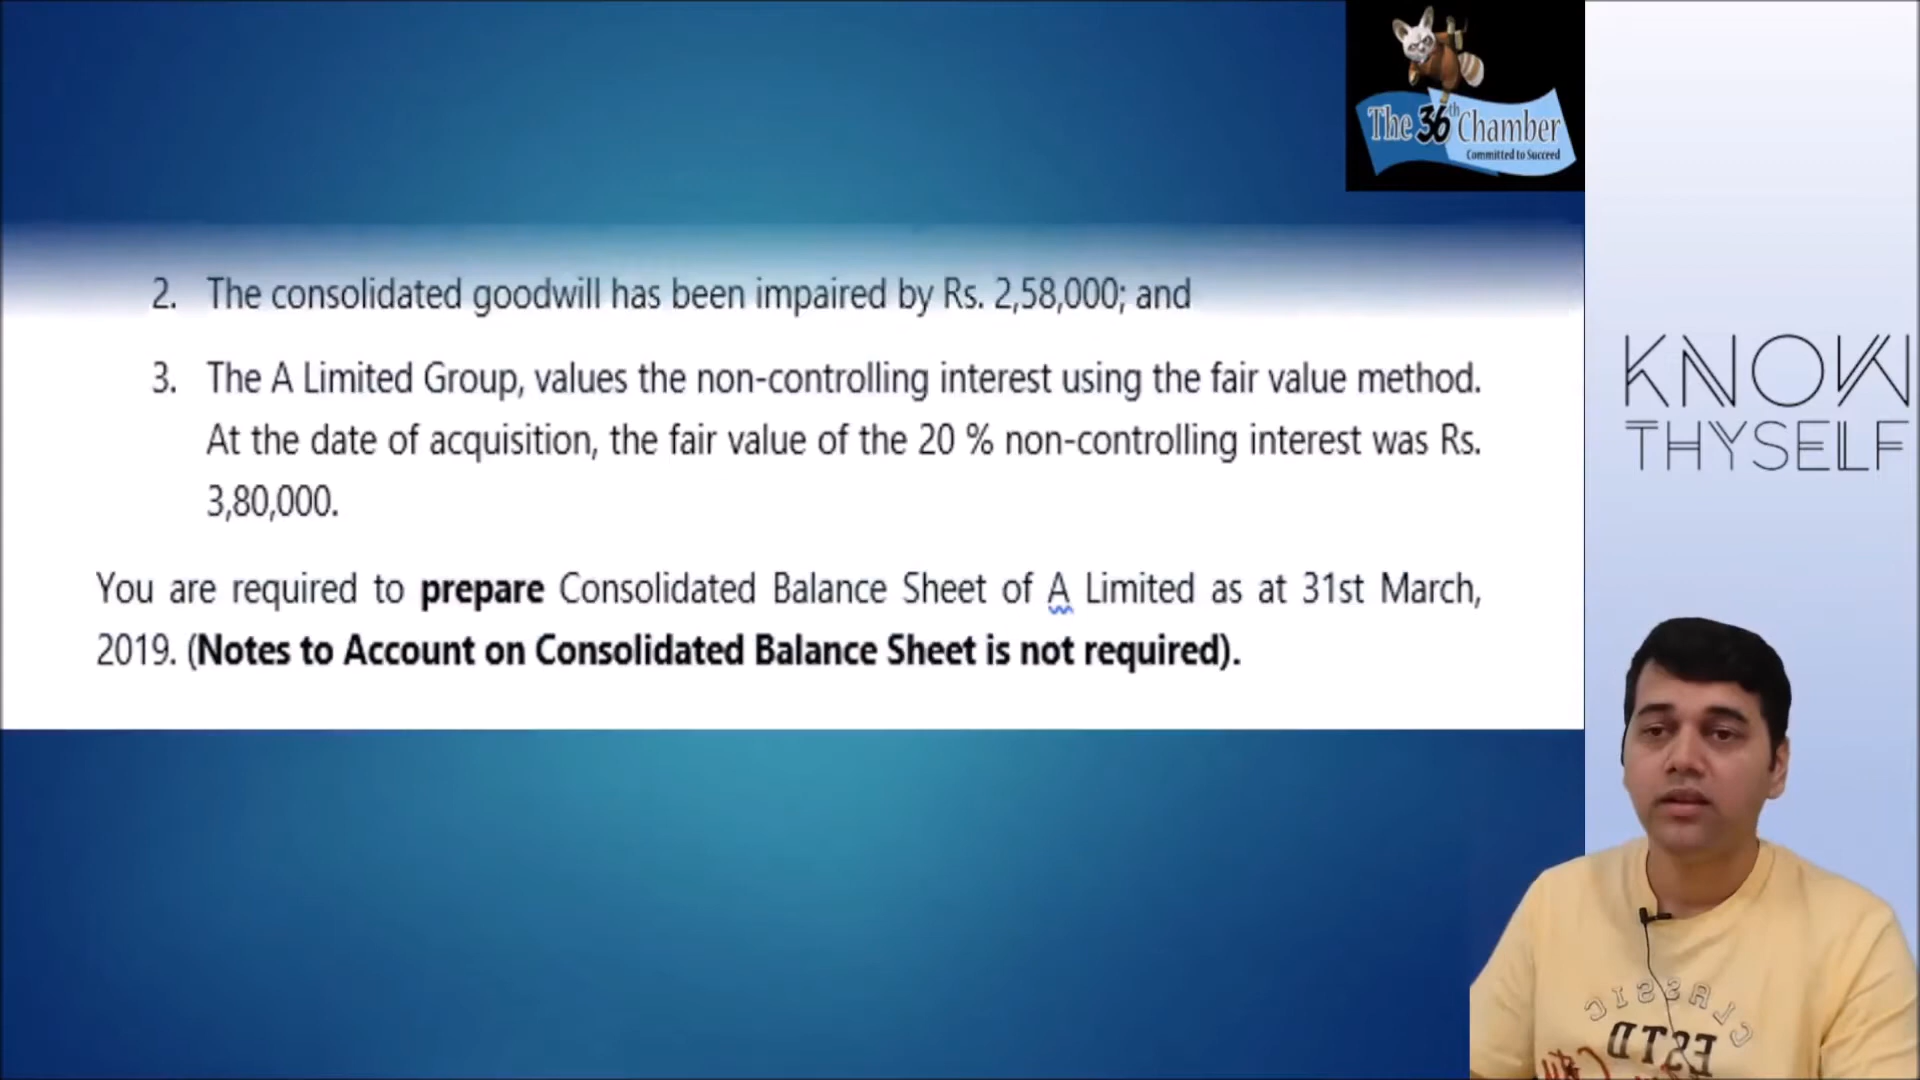 The 36th Chamber
Committed to Succeed
2. The consolidated goodwill has been impaired by Rs. 2,58,000; and
3. The A Limited Group, values the non-controlling interest using the fair value method.
At the date of acquisition, the fair value of the 20 % non-controlling interest was Rs.
3,80,000.
You are required to prepare Consolidated Balance Sheet of A Limited as at 31st March,
2019. (Notes to Account on Consolidated Balance Sheet is not required).
KNOW
THYSELF
CLASSIC
ESTD